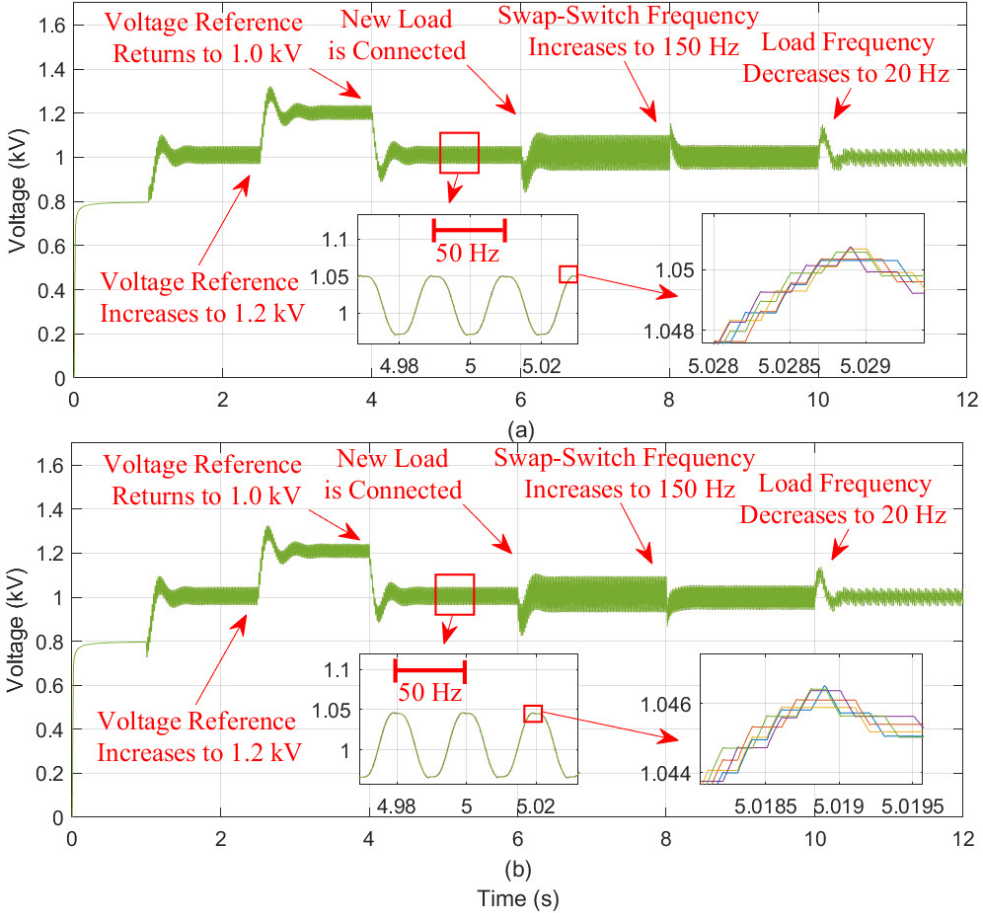 Voltage Reference
Returns to 1.0 kV
New Load
is Connected
Swap-Switch Frequency
Increases to 150 Hz
Load Frequency
Decreases to 20 Hz
1.6
1.4
1.2
1
0.8
0.6
0.4
0.2
0
Voltage (kV)
Voltage Reference
Increases to 1.2 kV
1.1
1.05
1
50 Hz
4.98
5
5.02
1.05
1.048
5.028
5.0285
5.029
0
2
4
6
8
10
12
(a)
Voltage Reference
Returns to 1.0 kV
New Load
is Connected
Swap-Switch Frequency
Increases to 150 Hz
Load Frequency
Decreases to 20 Hz
1.6
1.4
1.2
1
0.8
0.6
0.4
0.2
0
Voltage (kV)
Voltage Reference
Increases to 1.2 kV
1.1
1.05
1
50 Hz
4.98
5
5.02
1.046
1.044
5.0185
5.019
5.0195
0
2
4
6
8
10
12
(b)
Time (s)